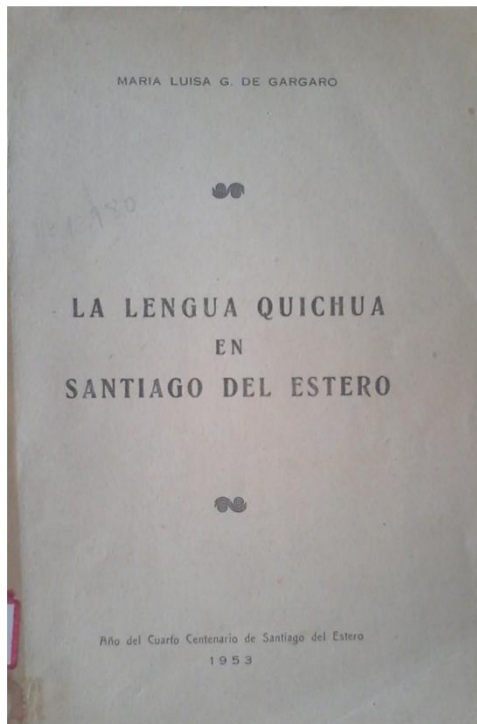 MARIA LUISA G. DE GARGARO
LA LENGUA QUICHUA
EN
SANTIAGO DEL ESTERO
Año del Cuarto Centenario de Santiago del Estero
1953